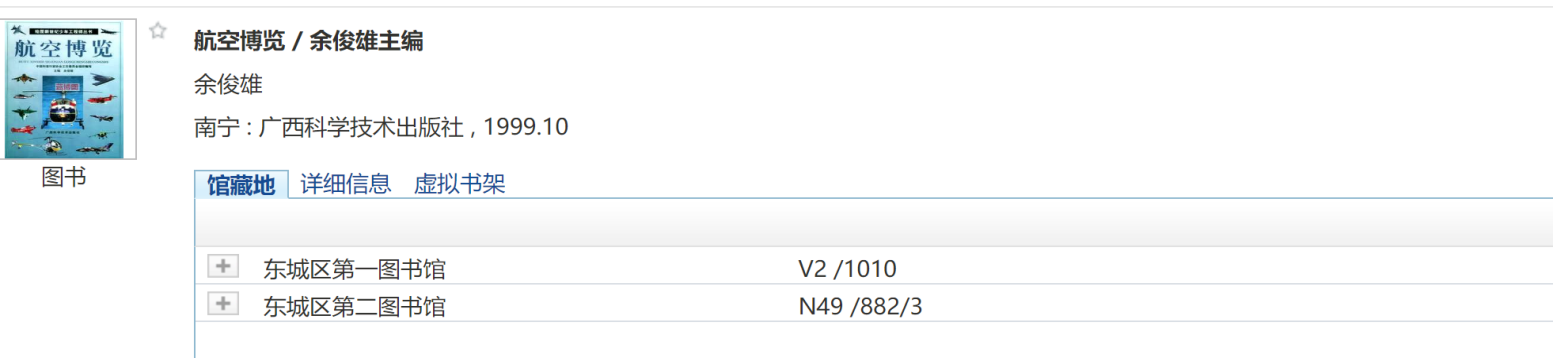 航空博览
航空博览 / 余俊雄主编
余俊雄
南宁 : 广西科学技术出版社 , 1999.10
图书
馆藏地 详细信息 虚拟书架
东城区第一图书馆 V2 /1010
东城区第二图书馆 N49 /882/3